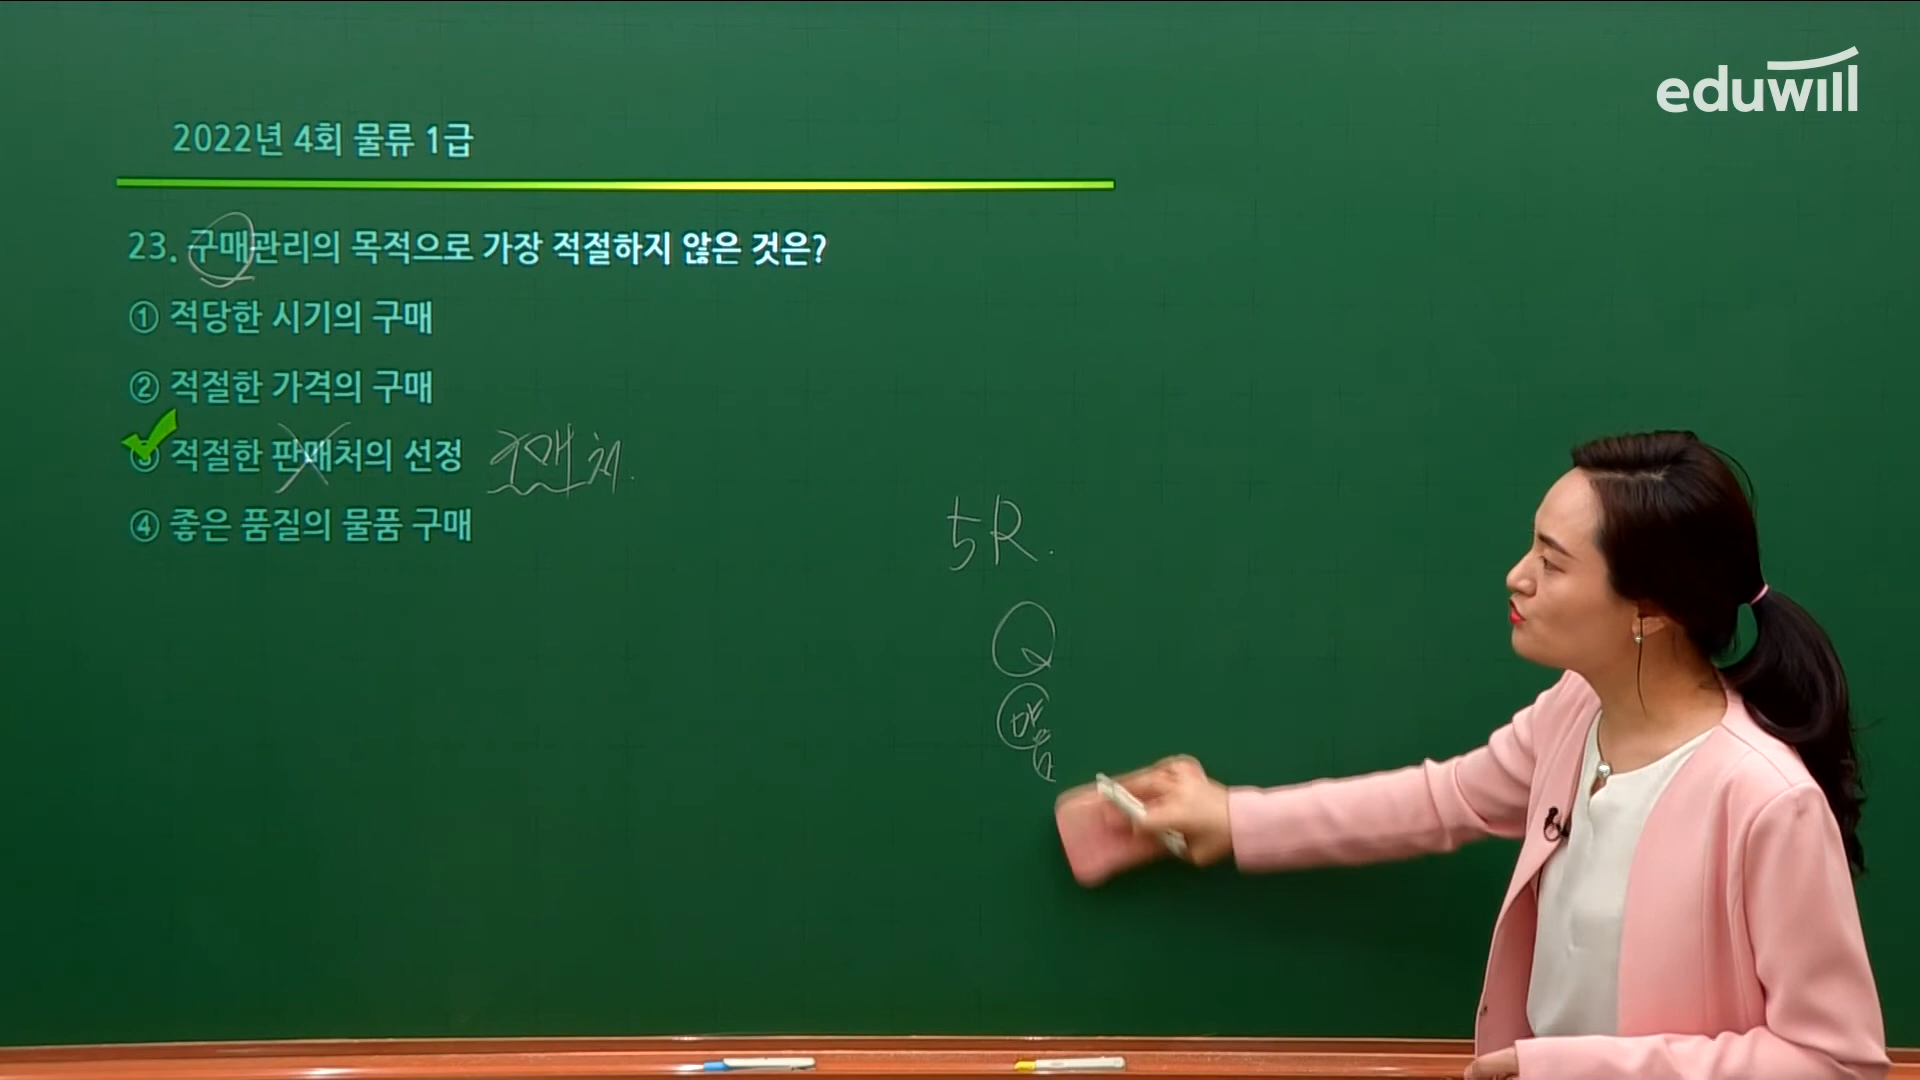 eduwill
2022년 4회 물류 1급
23. 구매관리의 목적으로 가장 적절하지 않은 것은?
① 적당한 시기의 구매
② 적절한 가격의 구매
③ 적절한 판매처의 선정 구매처.
④ 좋은 품질의 물품 구매
5R.
Q